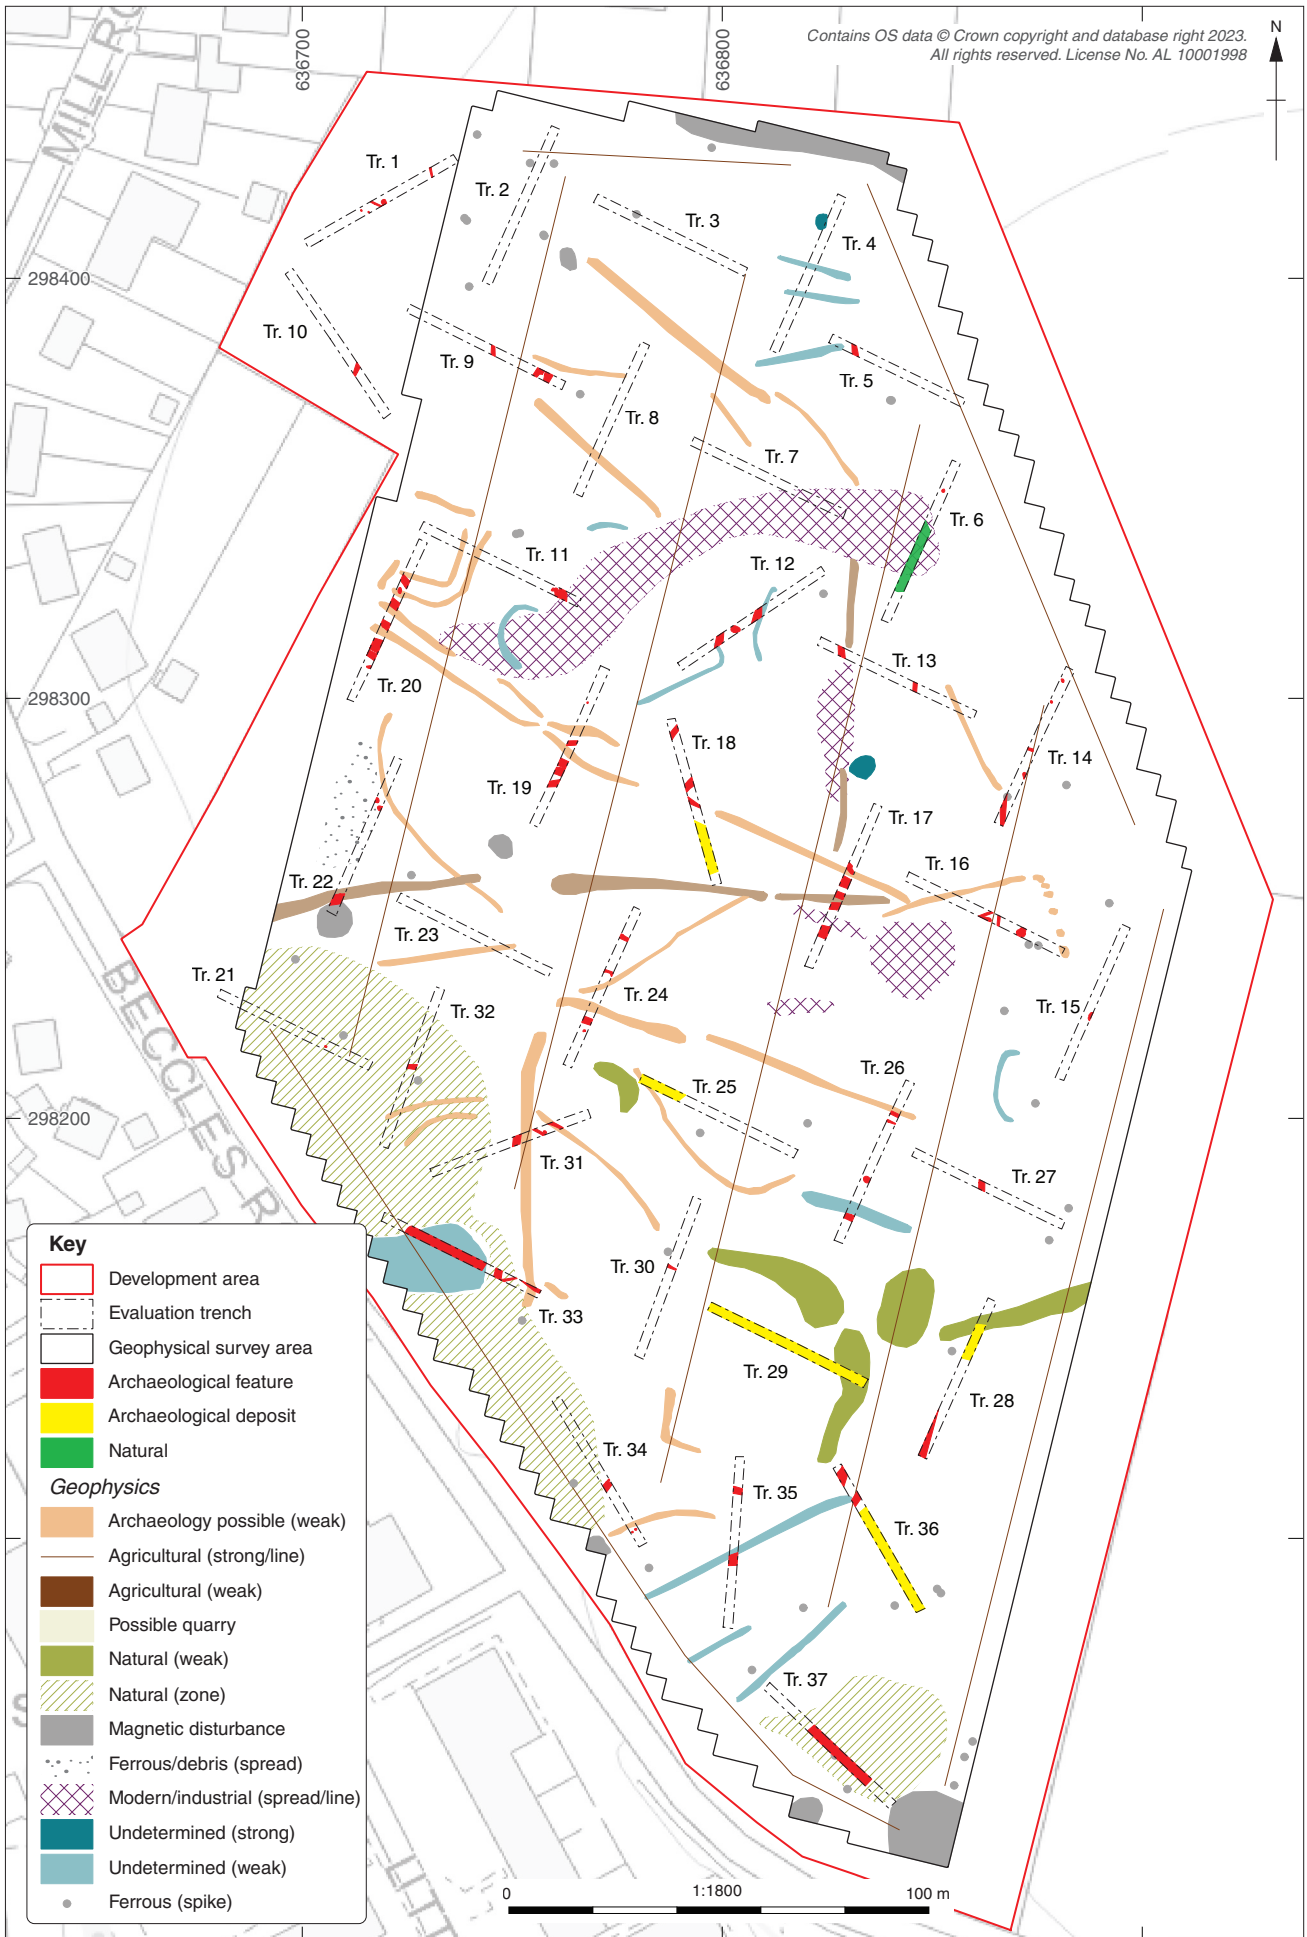 636700
636800
Contains OS data © Crown copyright and database right 2023.
All rights reserved. License No. AL 10001998
N
MILL RO
Tr. 1
Tr. 2
Tr. 3
Tr. 4
298400
Tr. 10
Tr. 9
Tr. 5
Tr. 8
Tr. 7
Tr. 6
Tr. 11
Tr. 12
Tr. 13
298300
Tr. 20
Tr. 18
Tr. 14
Tr. 19
Tr. 17
Tr. 16
Tr. 22
Tr. 23
Tr. 21
Tr. 24
Tr. 32
Tr. 15
BECCLES R
Tr. 26
Tr. 25
298200
Tr. 31
Tr. 27
Tr. 30
Tr. 33
Tr. 29
Tr. 28
Tr. 34
Tr. 35
Tr. 36
Tr. 37
Key
Development area
Evaluation trench
Geophysical survey area
Archaeological feature
Archaeological deposit
Natural
Geophysics
Archaeology possible (weak)
Agricultural (strong/line)
Agricultural (weak)
Possible quarry
Natural (weak)
Natural (zone)
Magnetic disturbance
Ferrous/debris (spread)
Modern/industrial (spread/line)
Undetermined (strong)
Undetermined (weak)
Ferrous (spike)
0
1:1800
100 m